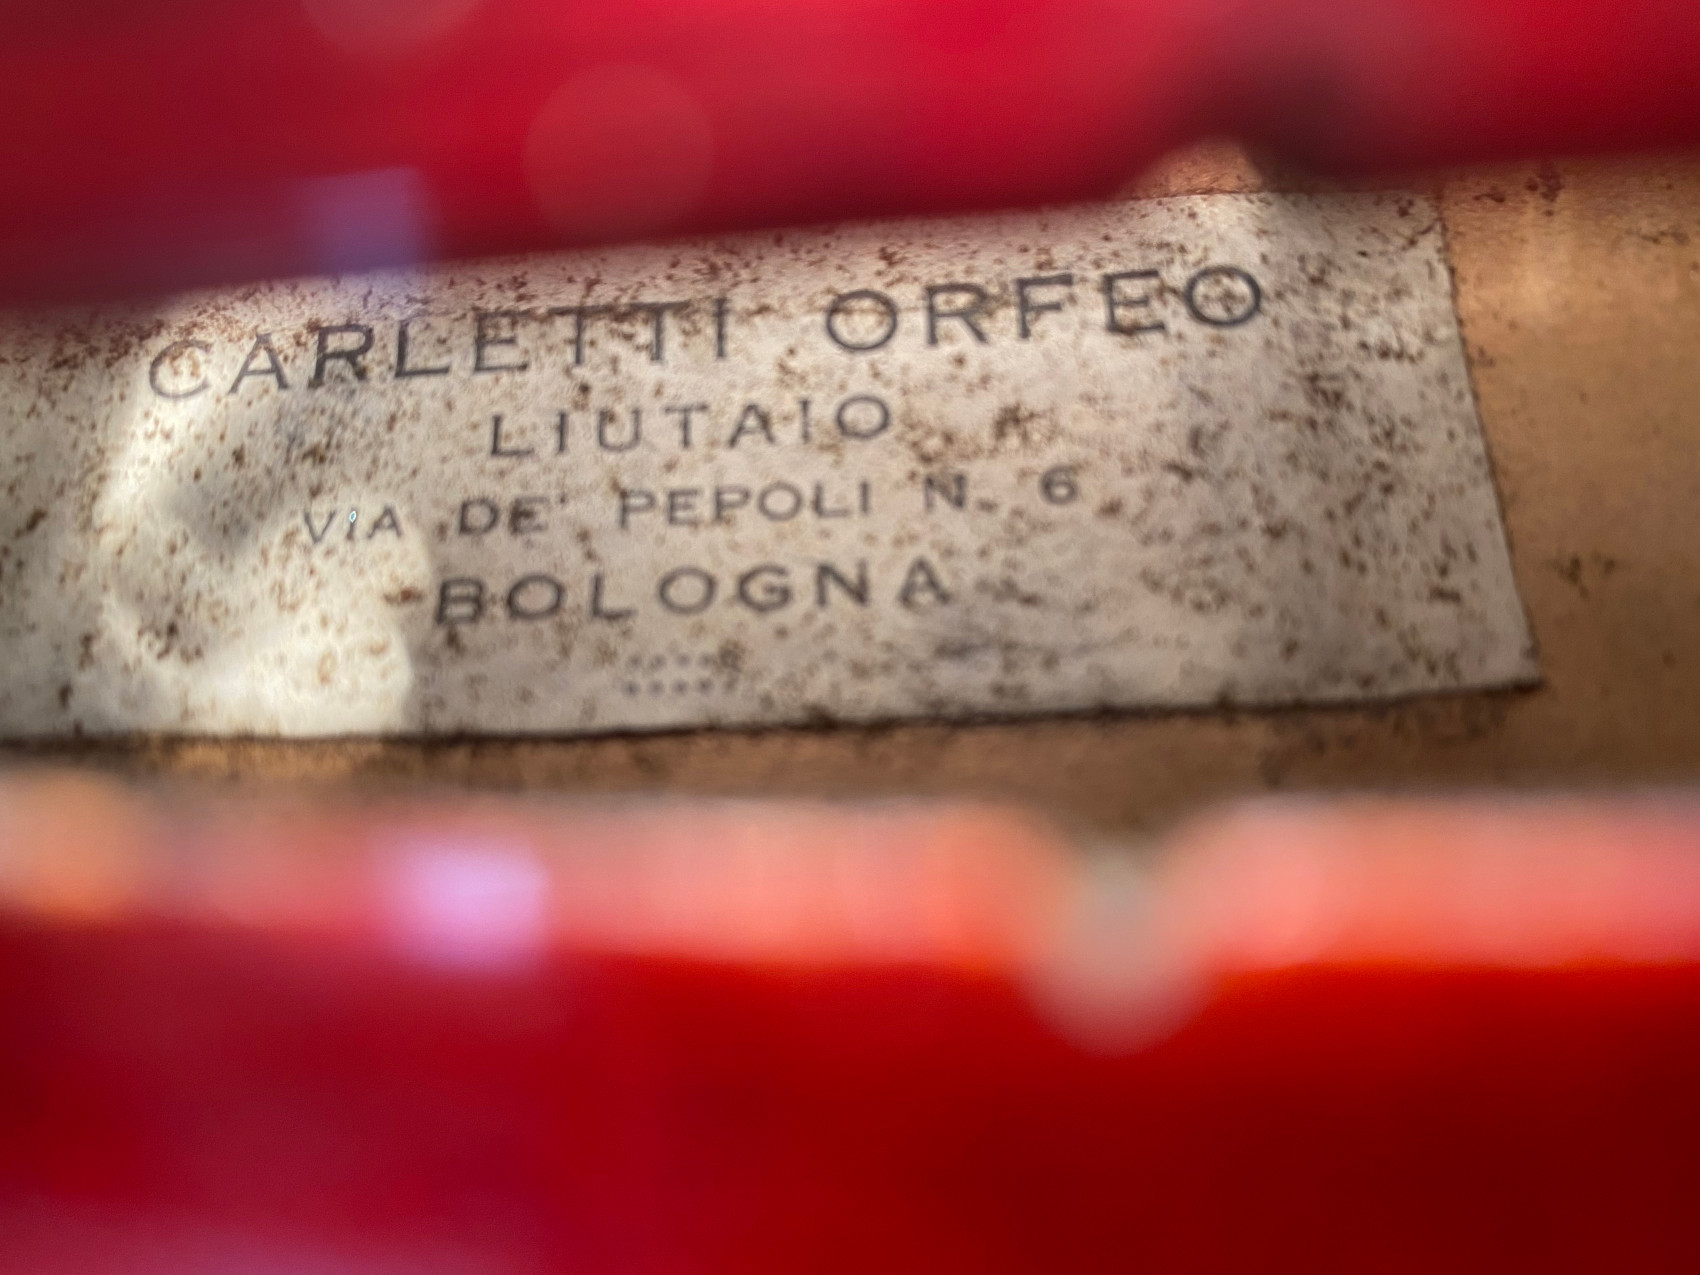 CARLETTI ORFEO
LIUTAIO
VIA DE' PEPOLI N. 6
BOLOGNA